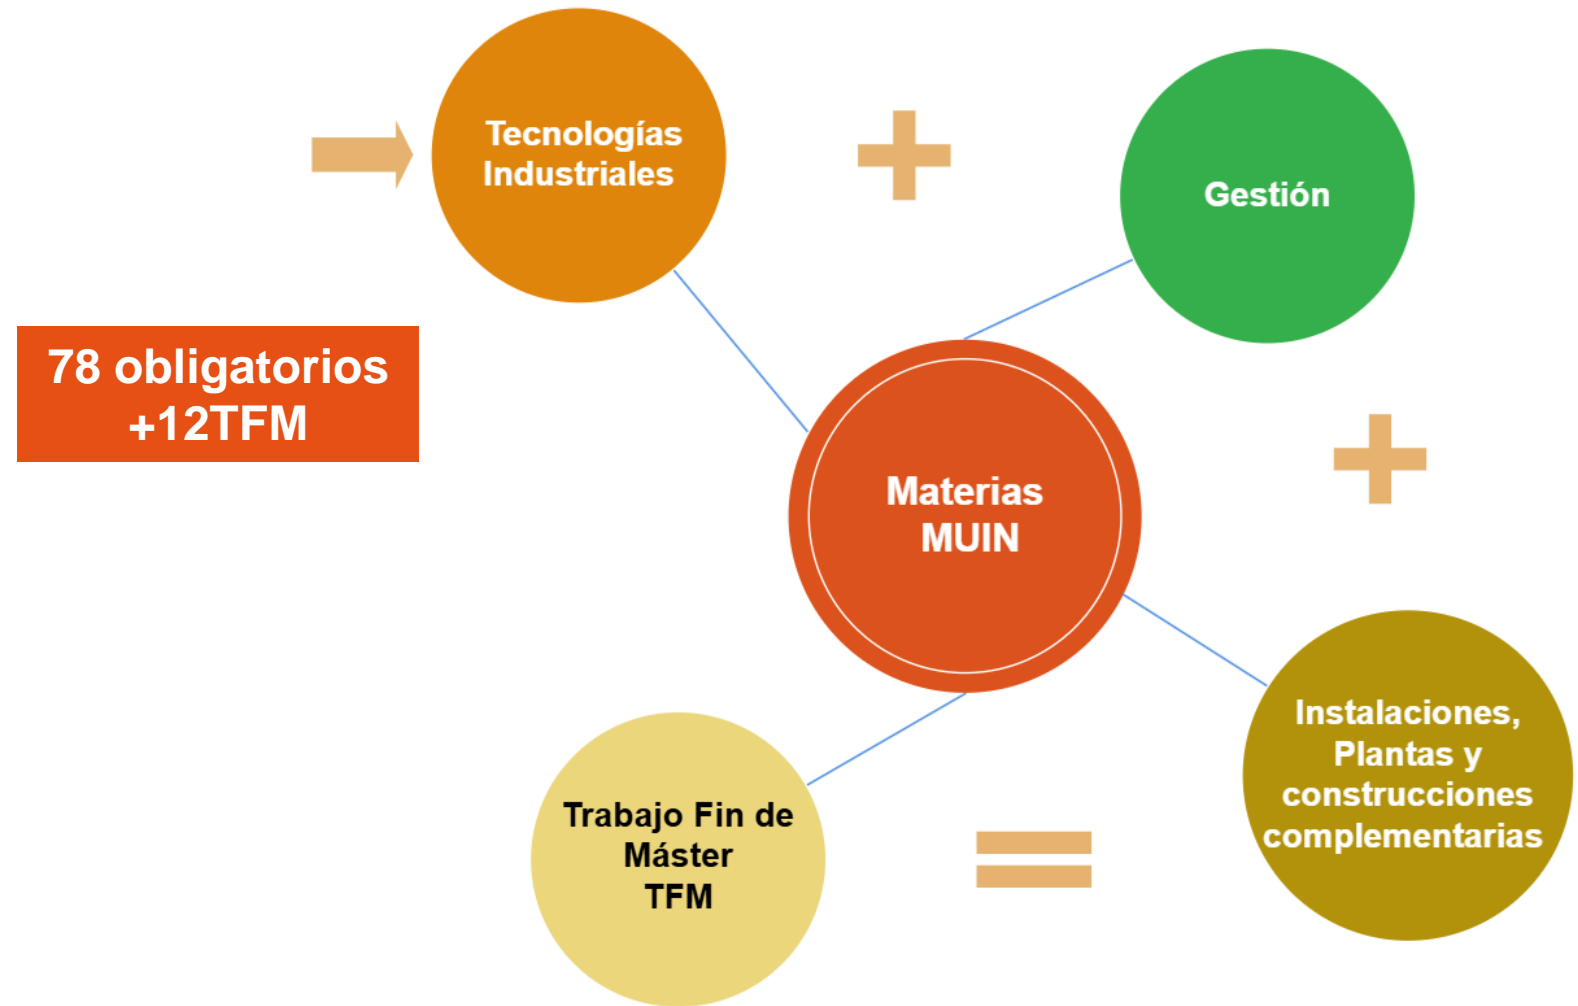 Tecnologías
Industriales
Gestión
78 obligatorios
+12TFM
Materias
MUIN
Instalaciones,
Plantas y
construcciones
complementarias
Trabajo Fin de
Máster
TFM